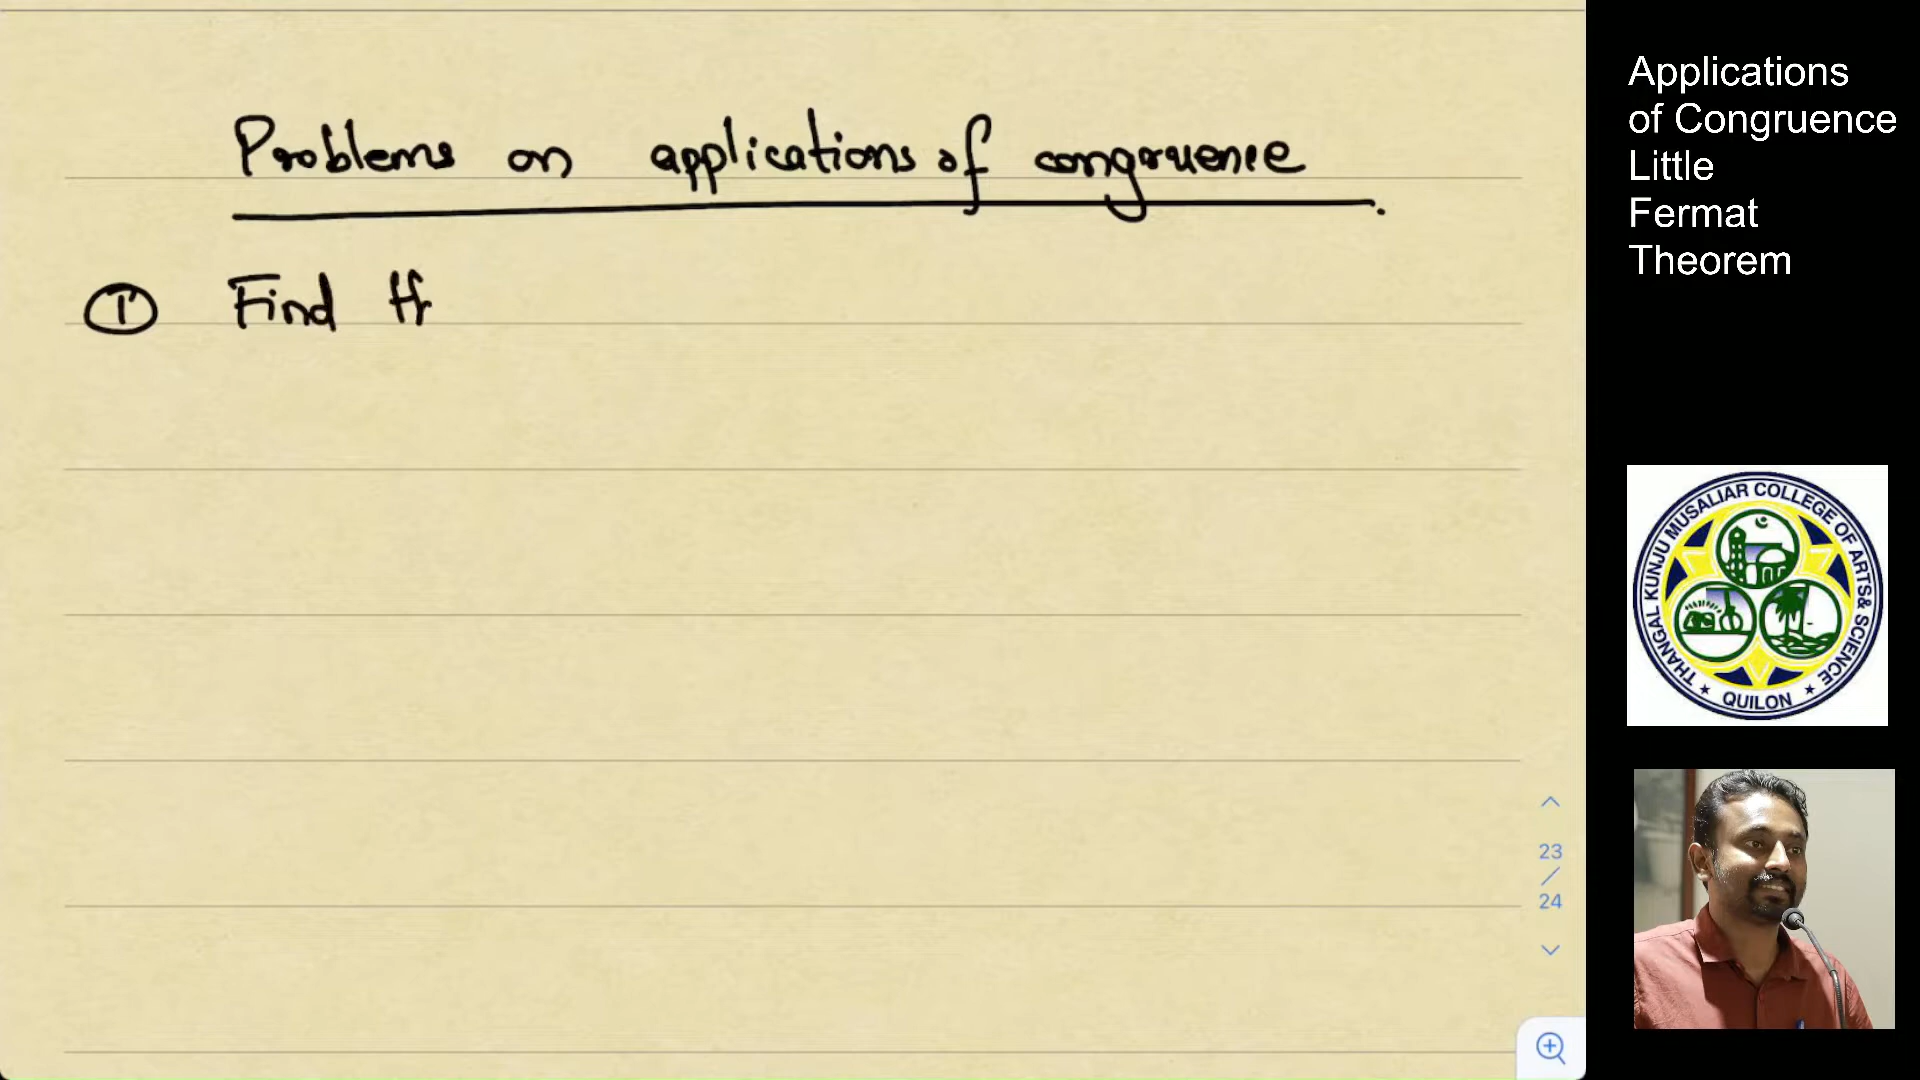 Problems on applications of congruence.
① Find th
Applications
of Congruence
Little
Fermat
Theorem
THANGAL KUNJU MUSALIAR COLLEGE OF ARTS & SCIENCE
★ QUILON ★
23
/
24